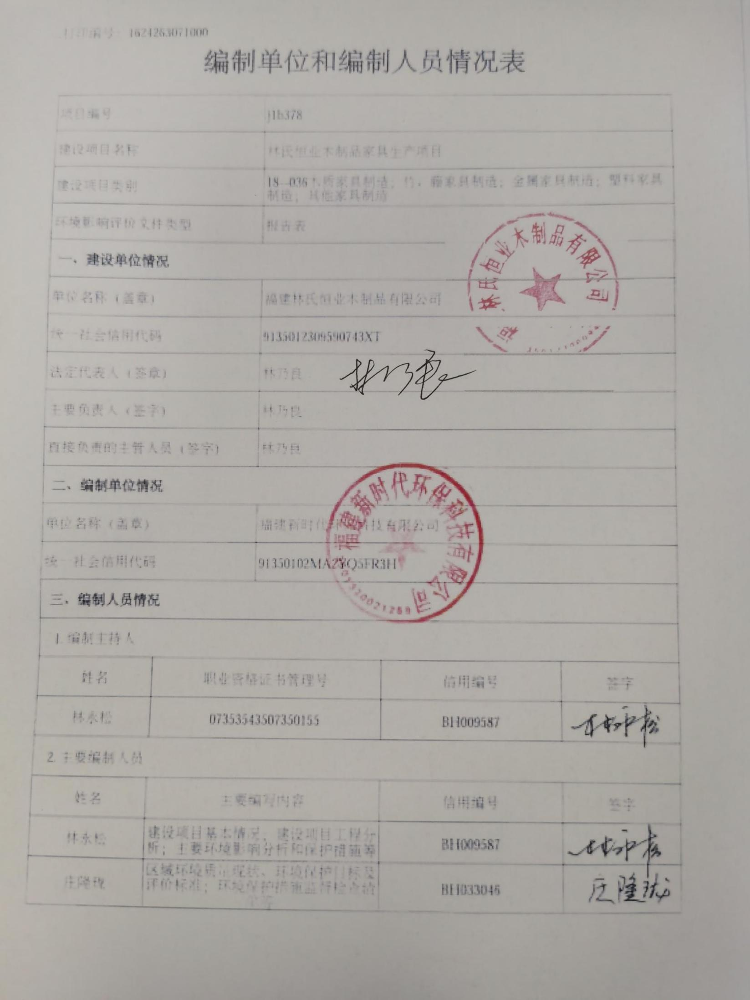 打印编号: 1624263071000
编制单位和编制人员情况表
项目编号 j1b378
建设项目名称 林氏恒业木制品家具生产项目
建设项目类别 18--036木质家具制造; 竹、藤家具制造; 金属家具制造; 塑料家具
制造; 其他家具制造
环境影响评价文件类型 报告表
一、建设单位情况
林氏恒业木制品有限公司
单位名称(盖章) 福建林氏恒业木制品有限公司
统一社会信用代码 9135012309590743XT
法定代表人(签章) 林乃良 林乃良
主要负责人(签字) 林乃良
直接负责的主管人员(签字) 林乃良
二、编制单位情况
福建新时代环保科技有限公司
单位名称(盖章) 福建新时代环保科技有限公司
统一社会信用代码 91350102MA2YQ5FR3H
三、编制人员情况
1.编制主持人
姓名 职业资格证书管理号 信用编号 签字
林永松 07353543507350155 BH009587 林永松
2.主要编制人员
姓名 主要编写内容 信用编号 签字
林永松 建设项目基本情况; 建设项目工程分
析; 主要环境影响分析和保护措施等 BH009587 林永松
庄隆珑 区域环境质量现状、环境保护目标及
评价标准; 环境保护措施监督检查清
单等 BH033046 庄隆珑